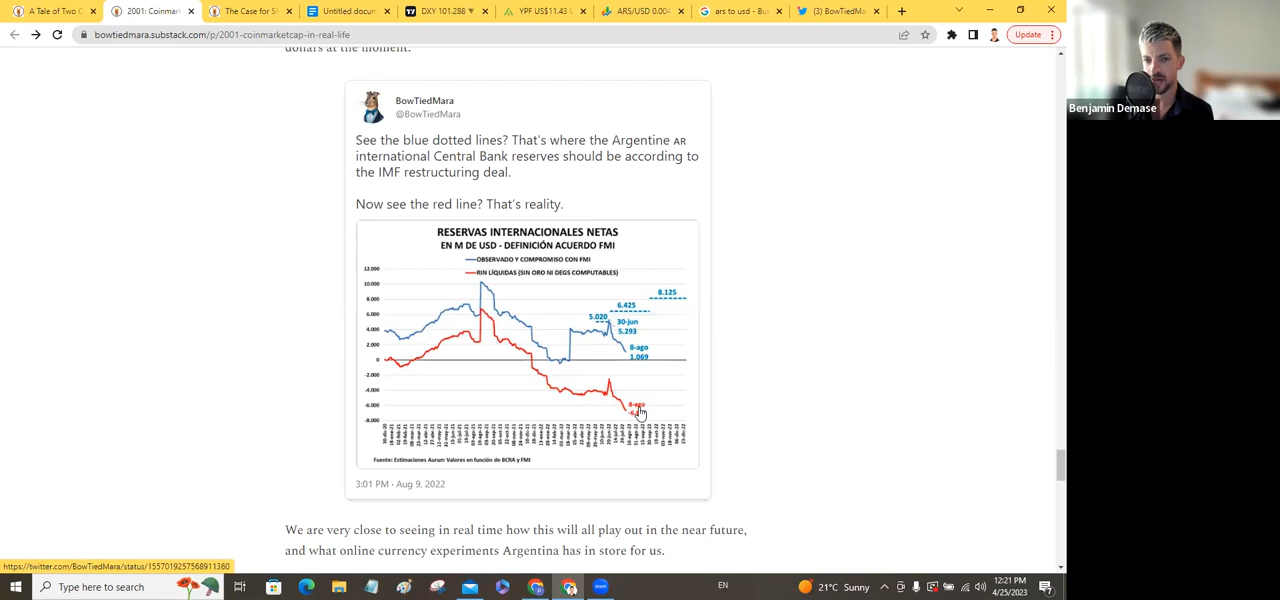 A Tale of Two C
2001: Coinmark
The Case for Sl
Untitled docum
DXY 101.288
YPF US$11.43
ARS/USD 0.004
ars to usd - Bus
(3) BowTiedMa
bowtiedmara.substack.com/p/2001-coinmarketcap-in-real-life
Update
Benjamin Demase
dollars at the moment.
BowTiedMara
@BowTiedMara
See the blue dotted lines? That's where the Argentine AR
international Central Bank reserves should be according to
the IMF restructuring deal.
Now see the red line? That's reality.
RESERVAS INTERNACIONALES NETAS
EN M DE USD - DEFINICIÓN ACUERDO FMI
OBSERVADO Y COMPROMISO CON FMI
RIN LÍQUIDAS (SIN ORO NI DEGS COMPUTABLES)
12.000
10.000
8.000
6.000
4.000
2.000
0
-2.000
-4.000
-6.000
-8.000
8.125
6.425
5.020
30-jun
5.293
8-ago
1.069
8-ago
Fuente: Estimaciones Aurum: Valores en función de BCRA y FMI
3:01 PM · Aug 9, 2022
We are very close to seeing in real time how this will all play out in the near future,
and what online currency experiments Argentina has in store for us.
https://twitter.com/BowTiedMara/status/1557019257568911360
Type here to search
EN
21°C Sunny
12:21 PM
4/25/2023